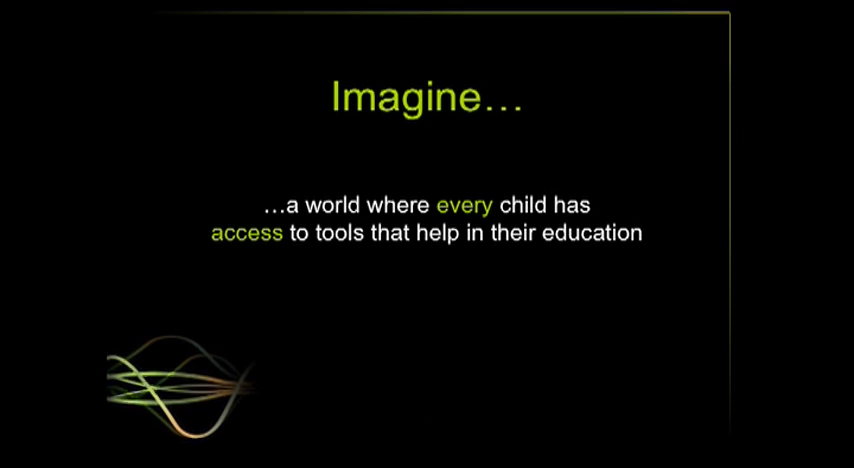 Imagine…
…a world where every child has
access to tools that help in their education